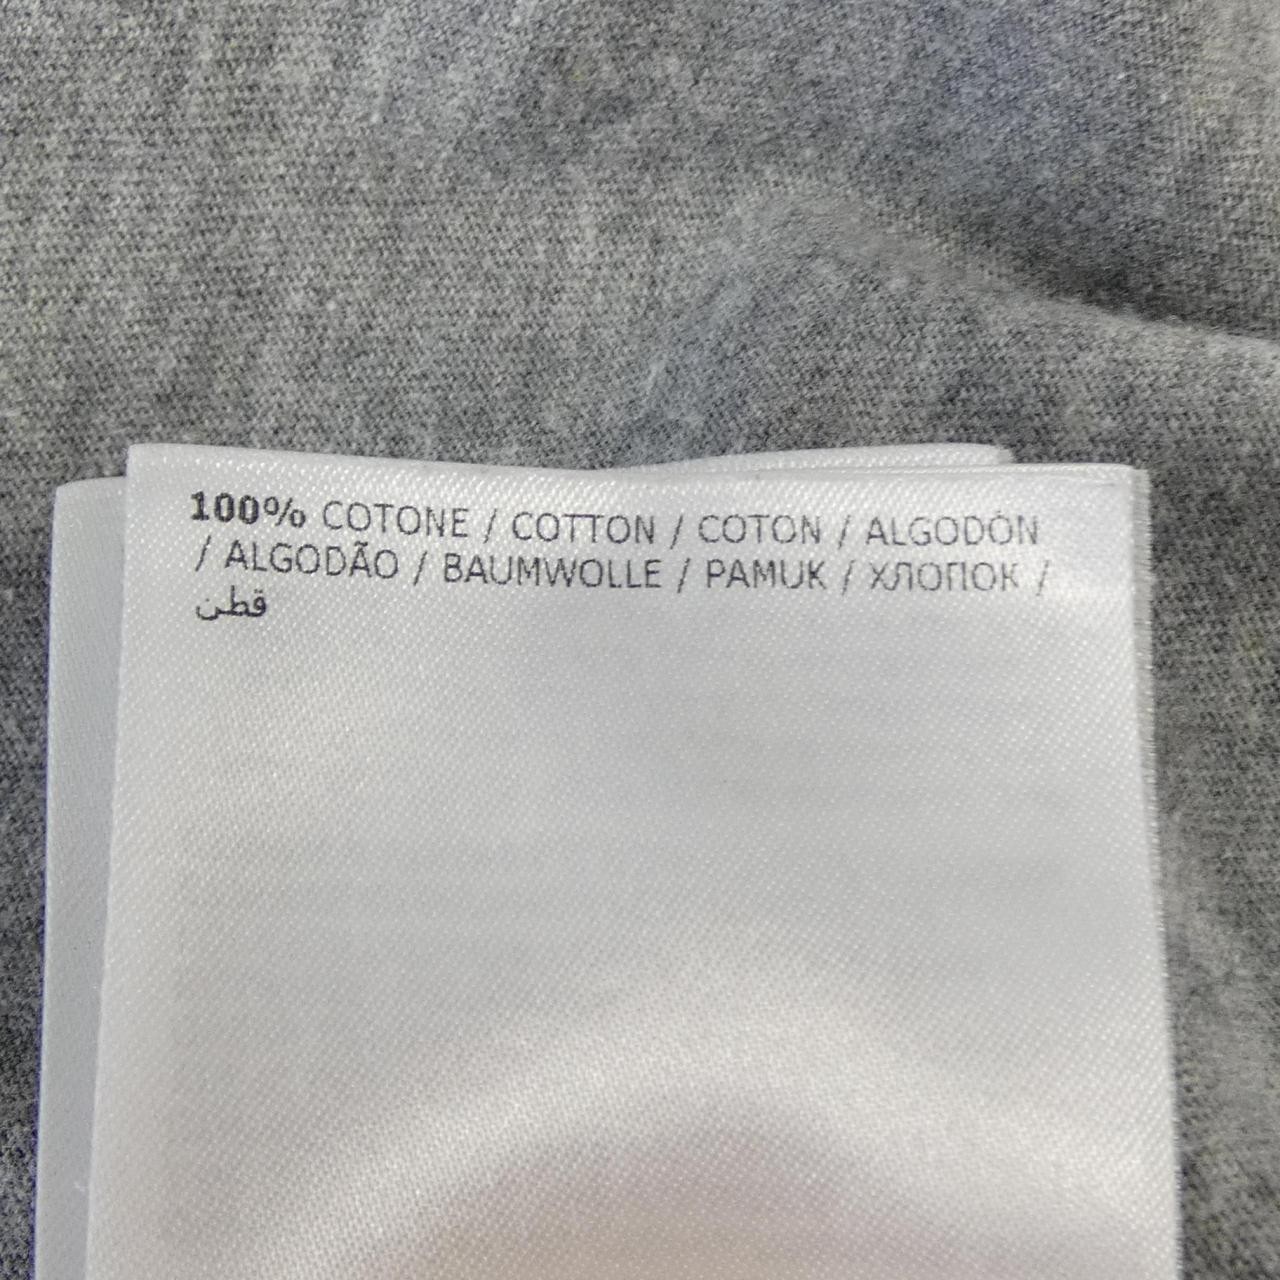 100% COTONE / COTTON / COTON / ALGODÓN
/ ALGODÃO / BAUMWOLLE / PAMUK / ХЛОПОК /
قطن